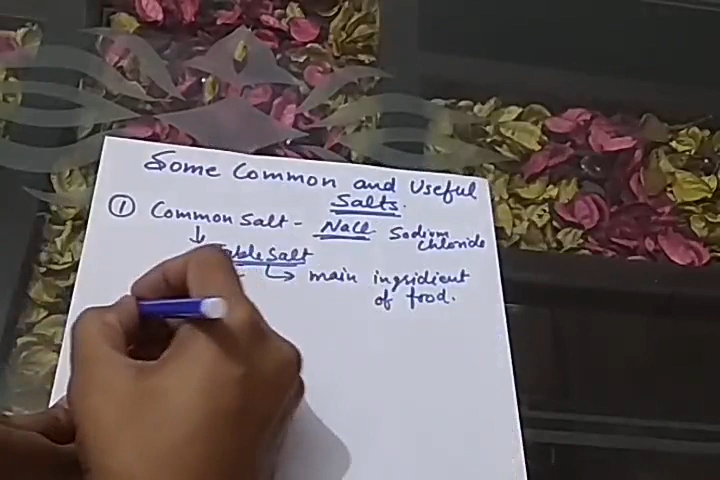 Some Common and Useful
Salts.
① Common Salt - NaCl Sodium
Chloride
↓
Table Salt
↳ main ingridient
of food.